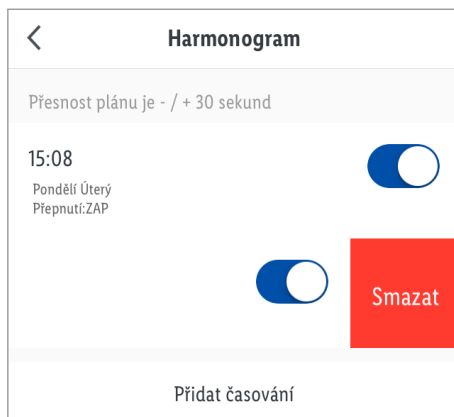 Harmonogram
Přesnost plánu je - / + 30 sekund
15:08
Pondělí Úterý
Přepnutí:ZAP
Smazat
Přidat časování